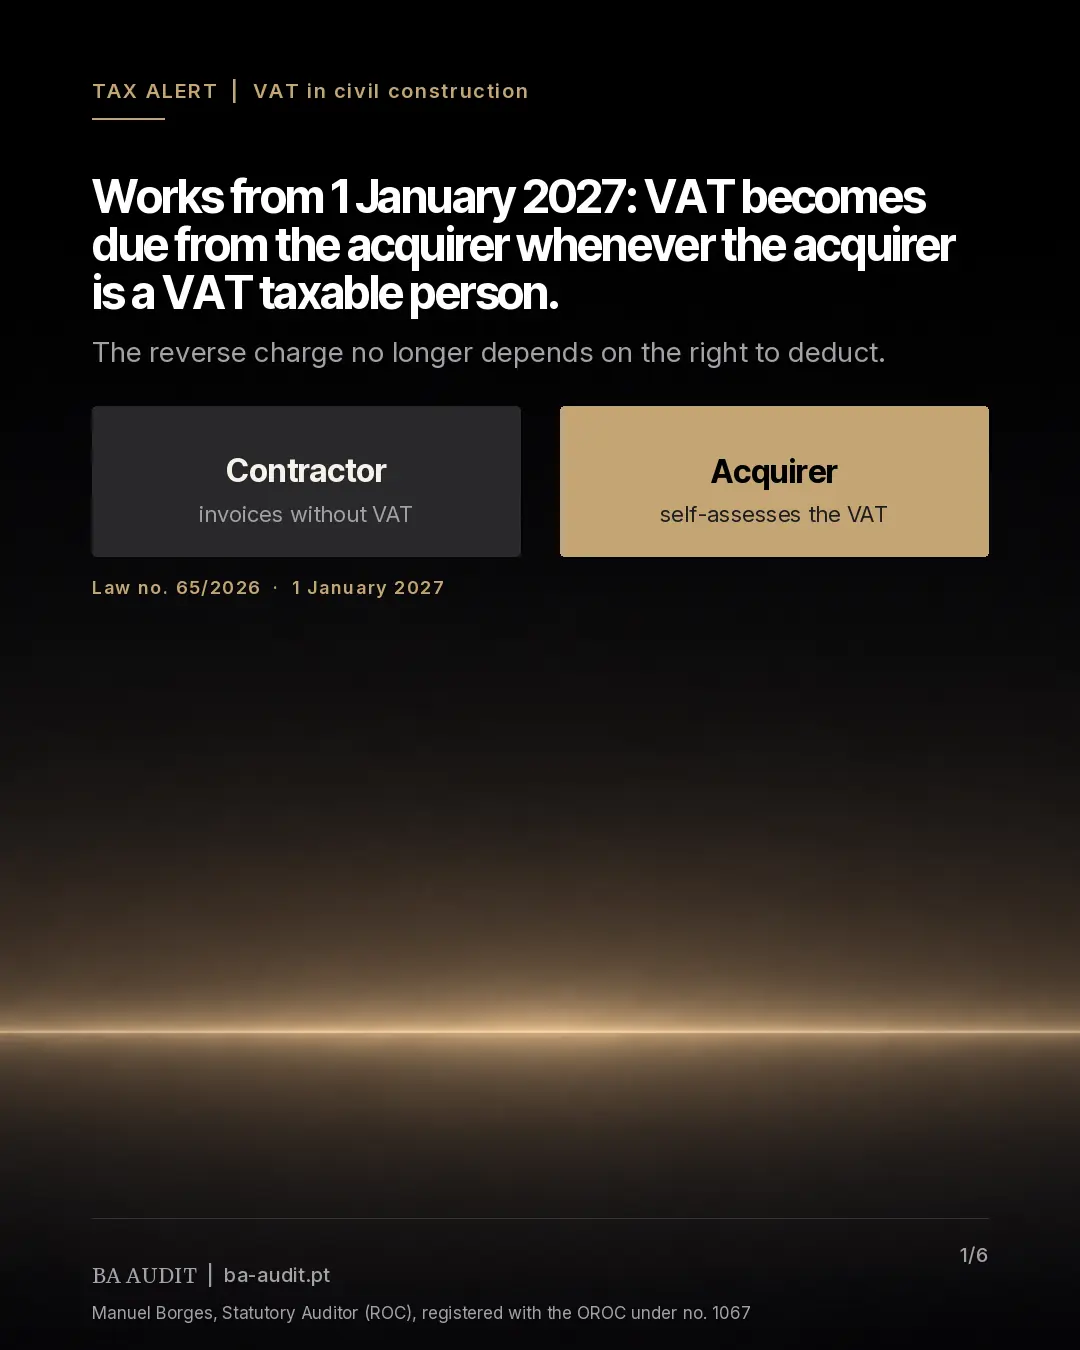 TAX ALERT | VAT in civil construction
Works from 1 January 2027: VAT becomes
due from the acquirer whenever the acquirer
is a VAT taxable person.
The reverse charge no longer depends on the right to deduct.
Contractor
invoices without VAT
Acquirer
self-assesses the VAT
Law no. 65/2026 · 1 January 2027
1/6
BA AUDIT | ba-audit.pt
Manuel Borges, Statutory Auditor (ROC), registered with the OROC under no. 1067